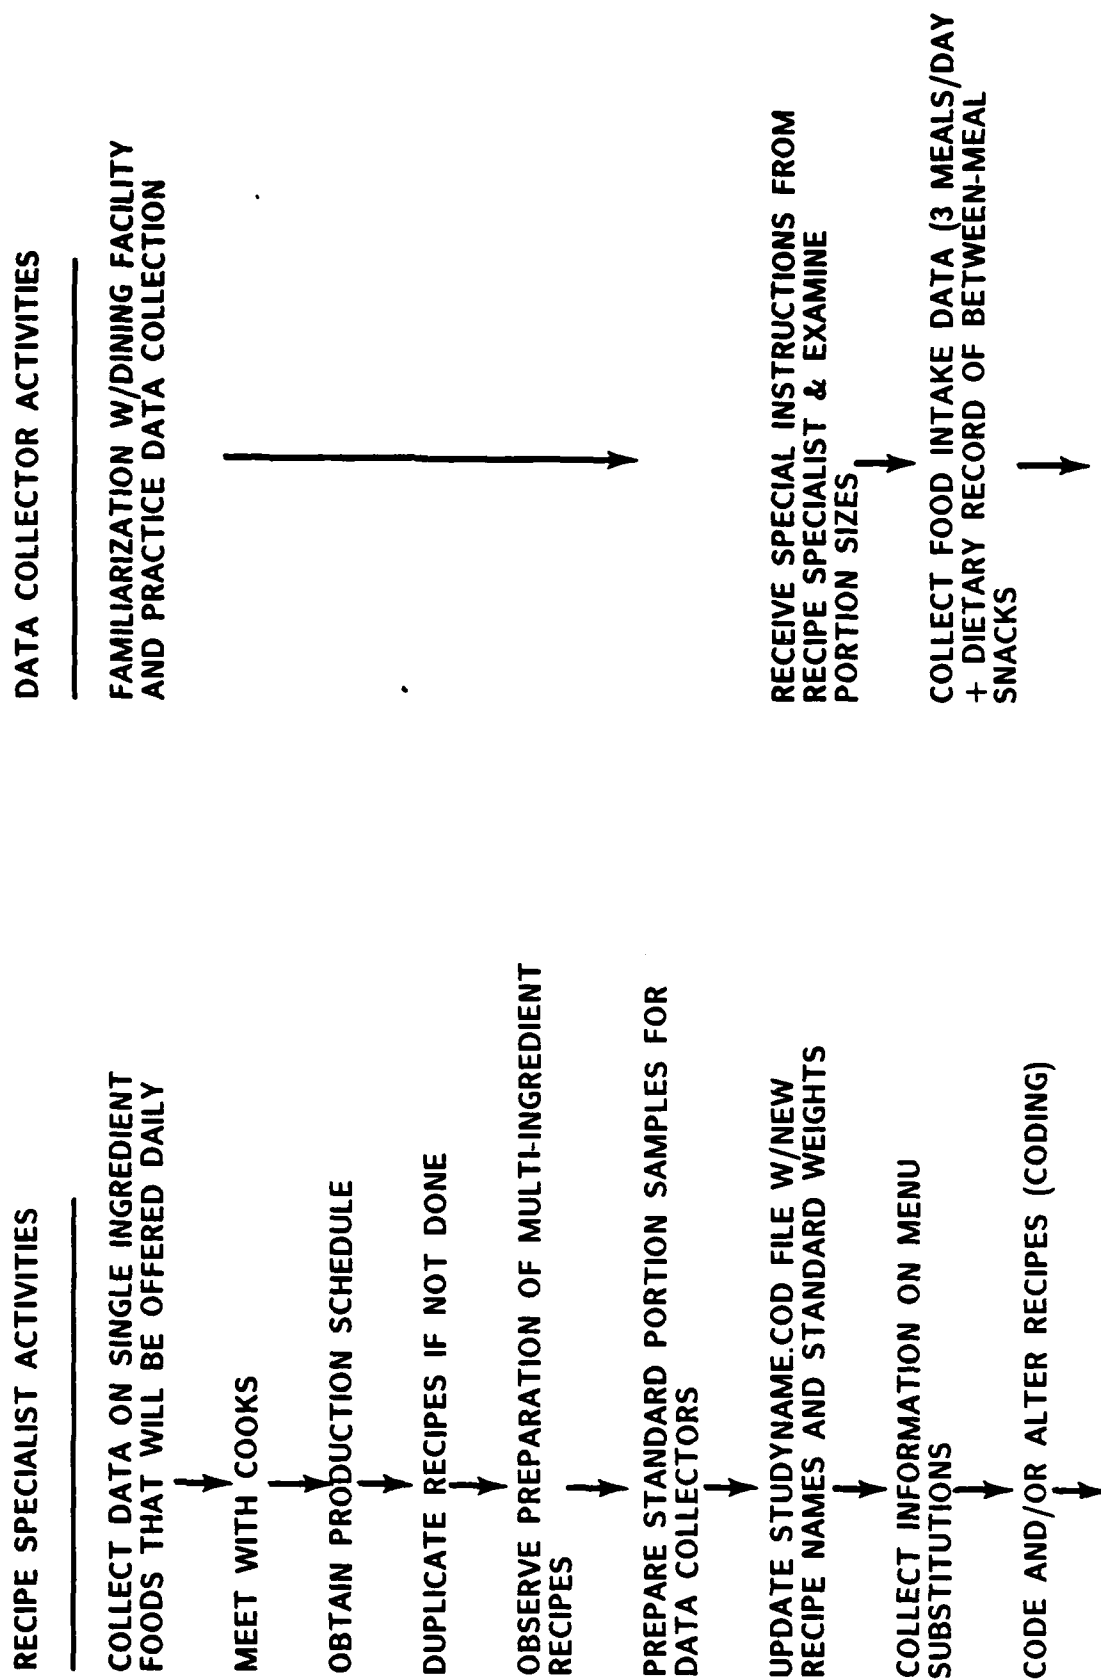 RECIPE SPECIALIST ACTIVITIES
COLLECT DATA ON SINGLE INGREDIENT
FOODS THAT WILL BE OFFERED DAILY
MEET WITH COOKS
OBTAIN PRODUCTION SCHEDULE
DUPLICATE RECIPES IF NOT DONE
OBSERVE PREPARATION OF MULTI-INGREDIENT
RECIPES
PREPARE STANDARD PORTION SAMPLES FOR
DATA COLLECTORS
UPDATE STUDYNAME.COD FILE W/NEW
RECIPE NAMES AND STANDARD WEIGHTS
COLLECT INFORMATION ON MENU
SUBSTITUTIONS
CODE AND/OR ALTER RECIPES (CODING)
DATA COLLECTOR ACTIVITIES
FAMILIARIZATION W/DINING FACILITY
AND PRACTICE DATA COLLECTION
RECEIVE SPECIAL INSTRUCTIONS FROM
RECIPE SPECIALIST & EXAMINE
PORTION SIZES
COLLECT FOOD INTAKE DATA (3 MEALS/DAY
+ DIETARY RECORD OF BETWEEN-MEAL
SNACKS